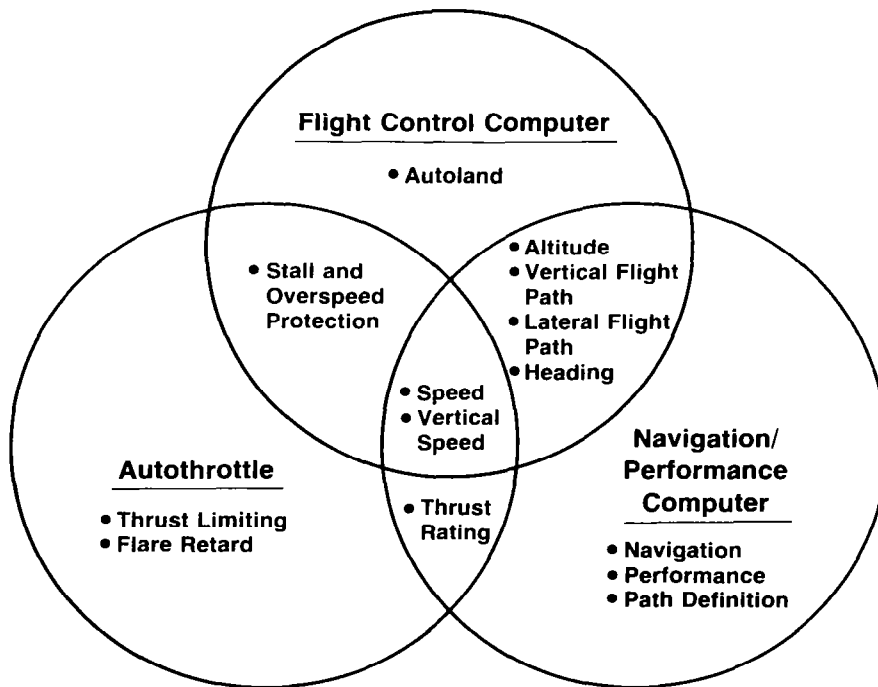 Flight Control Computer
• Autoland
• Stall and
Overspeed
Protection
• Altitude
• Vertical Flight
Path
• Lateral Flight
Path
• Heading
• Speed
• Vertical
Speed
Autothrottle
• Thrust Limiting
• Flare Retard
• Thrust
Rating
Navigation/
Performance
Computer
• Navigation
• Performance
• Path Definition